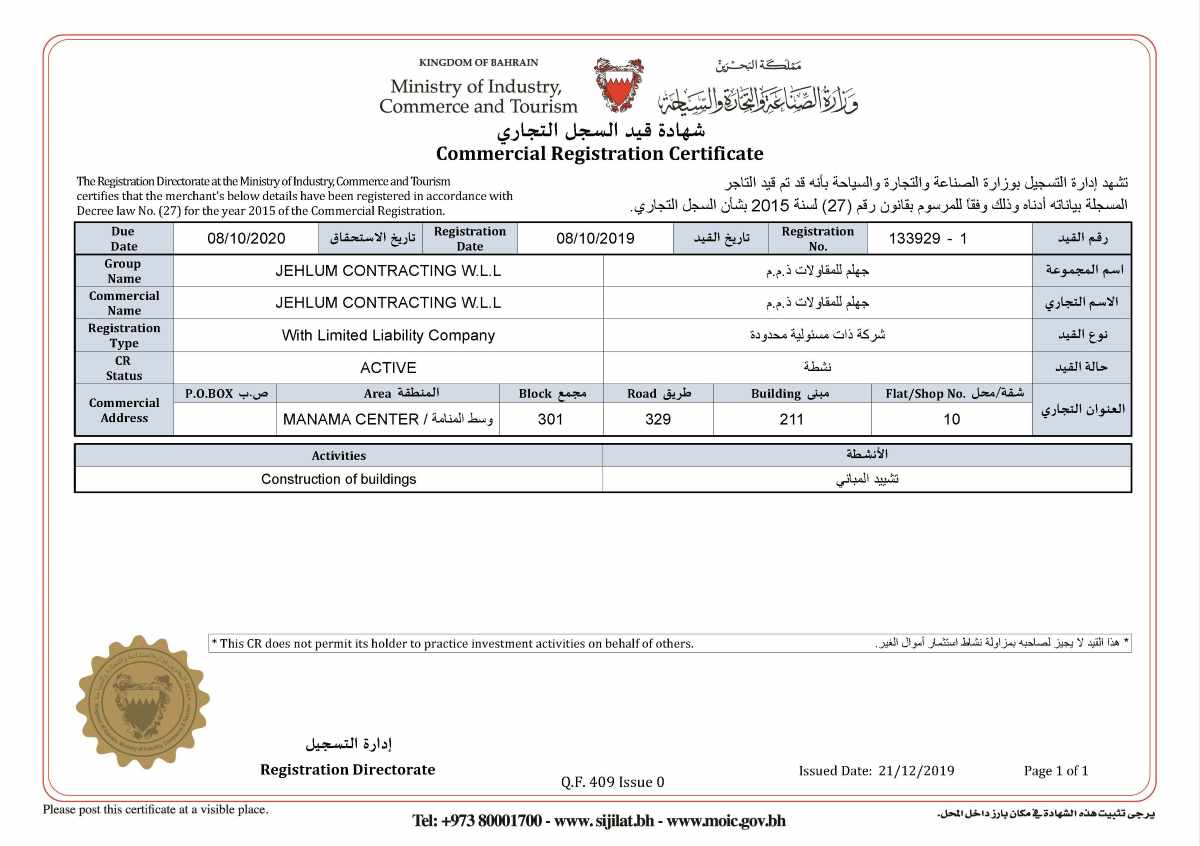 KINGDOM OF BAHRAIN
Ministry of Industry,
Commerce and Tourism
مملكة البحرين
وزارة الصناعة والتجارة والسياحة
شهادة قيد السجل التجاري
Commercial Registration Certificate
The Registration Directorate at the Ministry of Industry, Commerce and Tourism
certifies that the merchant's below details have been registered in accordance with
Decree law No. (27) for the year 2015 of the Commercial Registration.
تشهد إدارة التسجيل بوزارة الصناعة والتجارة والسياحة بأنه قد تم قيد التاجر
المسجلة بياناته أدناه وذلك وفقاً للمرسوم بقانون رقم (27) لسنة 2015 بشأن السجل التجاري.
Due Date 08/10/2020 تاريخ الاستحقاق Registration Date 08/10/2019 تاريخ القيد Registration No. 133929 - 1 رقم القيد
Group Name JEHLUM CONTRACTING W.L.L جهلم للمقاولات ذ.م.م اسم المجموعة
Commercial Name JEHLUM CONTRACTING W.L.L جهلم للمقاولات ذ.م.م الاسم التجاري
Registration Type With Limited Liability Company شركة ذات مسئولية محدودة نوع القيد
CR Status ACTIVE نشطة حالة القيد
Commercial Address P.O.BOX ص.ب Area المنطقة Block مجمع Road طريق Building مبنى Flat/Shop No. شقة/محل العنوان التجاري
MANAMA CENTER / وسط المنامة 301 329 211 10
Activities الأنشطة
Construction of buildings تشييد المباني
* This CR does not permit its holder to practice investment activities on behalf of others. * هذا القيد لا يجيز لصاحبه بمزاولة نشاط استثمار أموال الغير.
إدارة التسجيل
Registration Directorate
Q.F. 409 Issue 0
Issued Date: 21/12/2019
Page 1 of 1
Please post this certificate at a visible place.
Tel: +973 80001700 - www. sijilat.bh - www.moic.gov.bh
يرجى تثبيت هذه الشهادة في مكان بارز داخل المحل.